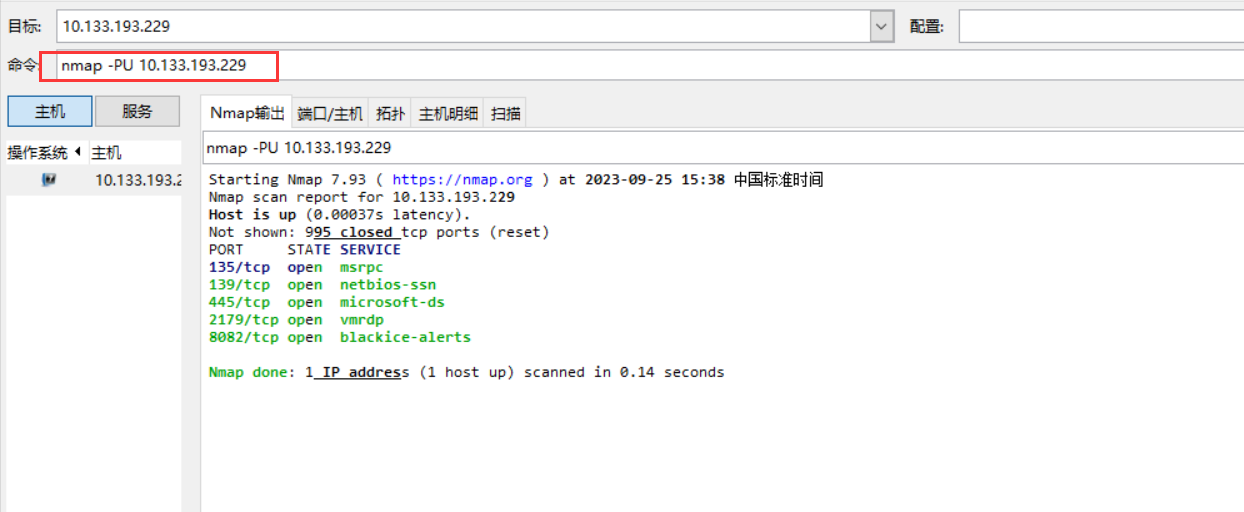 目标: 10.133.193.229 配置:
命令: nmap -PU 10.133.193.229
主机 服务
Nmap输出 端口/主机 拓扑 主机明细 扫描
操作系统 主机
nmap -PU 10.133.193.229
10.133.193.2
Starting Nmap 7.93 ( https://nmap.org ) at 2023-09-25 15:38 中国标准时间
Nmap scan report for 10.133.193.229
Host is up (0.00037s latency).
Not shown: 995 closed tcp ports (reset)
PORT STATE SERVICE
135/tcp open msrpc
139/tcp open netbios-ssn
445/tcp open microsoft-ds
2179/tcp open vmrdp
8082/tcp open blackice-alerts
Nmap done: 1 IP address (1 host up) scanned in 0.14 seconds